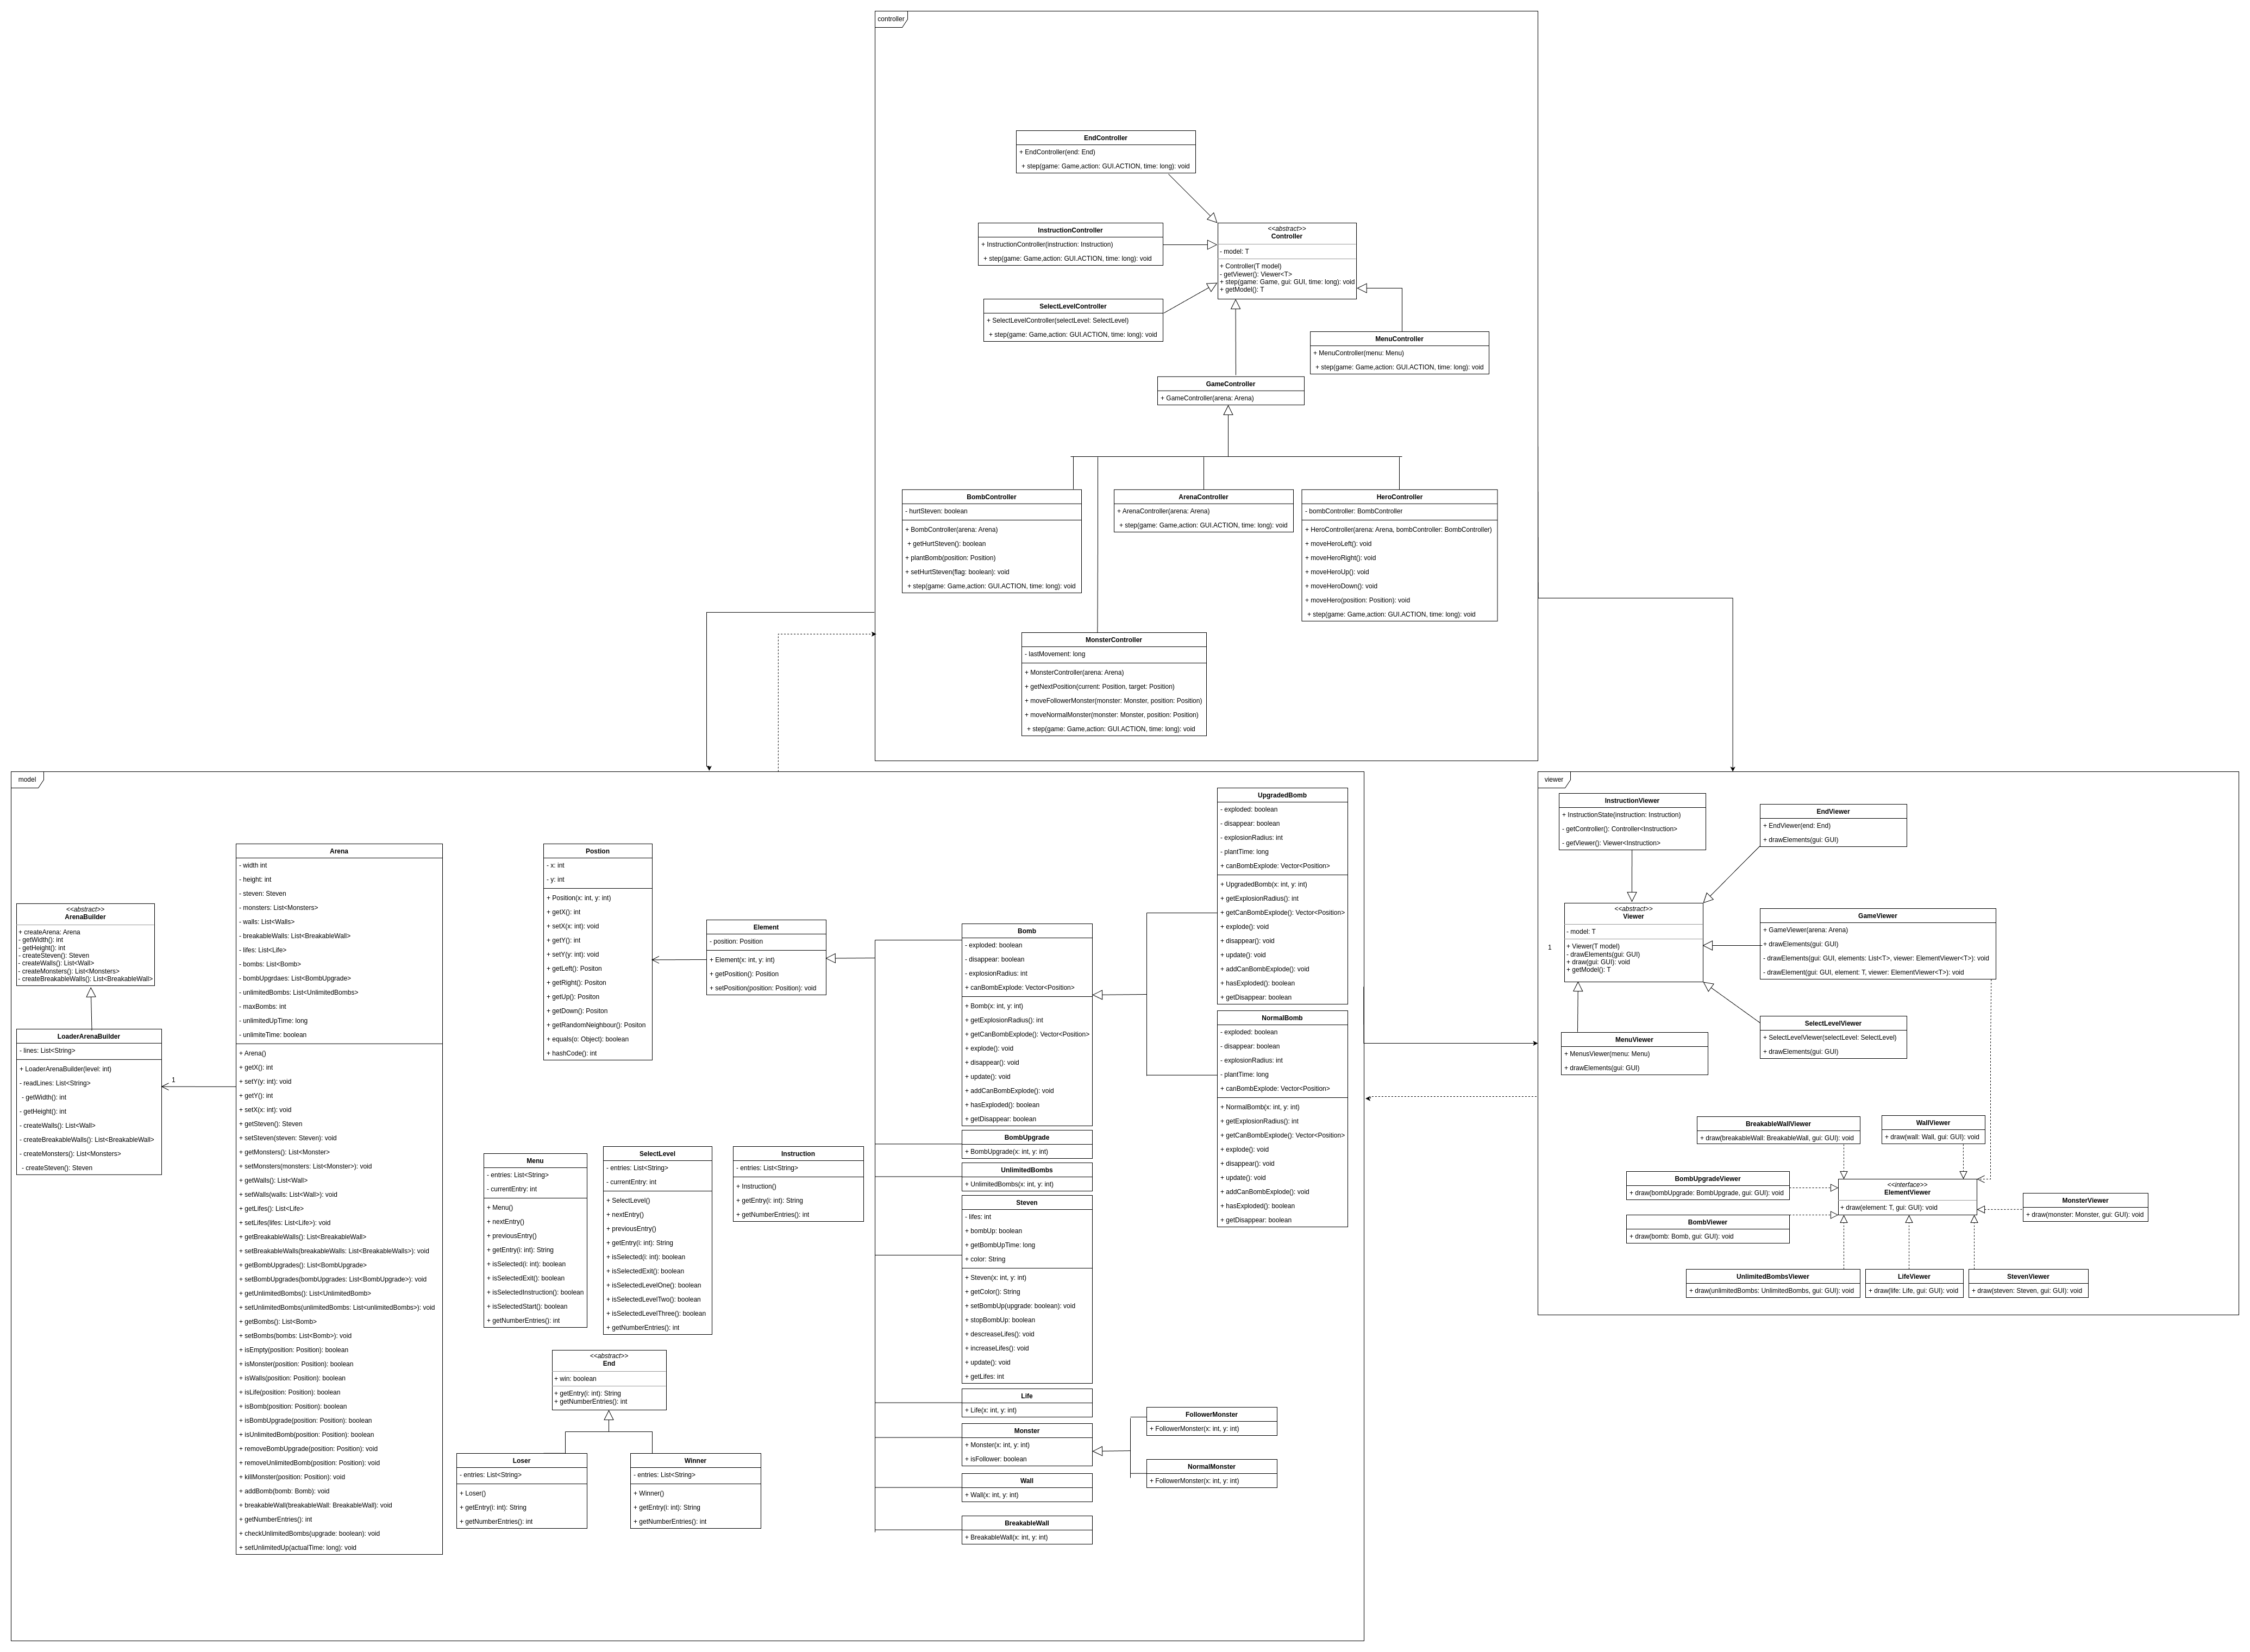 controller
EndController
+ EndController(end: End)
+ step(game: Game,action: GUI.ACTION, time: long): void
InstructionController
+ InstructionController(instruction: Instruction)
+ step(game: Game,action: GUI.ACTION, time: long): void
<<abstract>>
Controller
- model: T
+ Controller(T model)
- getViewer(): Viewer<T>
+ step(game: Game, gui: GUI, time: long): void
+ getModel(): T
SelectLevelController
+ SelectLevelController(selectLevel: SelectLevel)
+ step(game: Game,action: GUI.ACTION, time: long): void
MenuController
+ MenuController(menu: Menu)
+ step(game: Game,action: GUI.ACTION, time: long): void
GameController
+ GameController(arena: Arena)
BombController
- hurtSteven: boolean
+ BombController(arena: Arena)
+ getHurtSteven(): boolean
+ plantBomb(position: Position)
+ setHurtSteven(flag: boolean): void
+ step(game: Game,action: GUI.ACTION, time: long): void
ArenaController
+ ArenaController(arena: Arena)
+ step(game: Game,action: GUI.ACTION, time: long): void
HeroController
- bombController: BombController
+ HeroController(arena: Arena, bombController: BombController)
+ moveHeroLeft(): void
+ moveHeroRight(): void
+ moveHeroUp(): void
+ moveHeroDown(): void
+ moveHero(position: Position): void
+ step(game: Game,action: GUI.ACTION, time: long): void
MonsterController
- lastMovement: long
+ MonsterController(arena: Arena)
+ getNextPosition(current: Position, target: Position)
+ moveFollowerMonster(monster: Monster, position: Position)
+ moveNormalMonster(monster: Monster, position: Position)
+ step(game: Game,action: GUI.ACTION, time: long): void
model
<<abstract>>
ArenaBuilder
+ createArena: Arena
- getWidth(): int
- getHeight(): int
- createSteven(): Steven
- createWalls(): List<Wall>
- createMonsters(): List<Monsters>
- createBreakableWalls(): List<BreakableWall>
LoaderArenaBuilder
- lines: List<String>
+ LoaderArenaBuilder(level: int)
- readLines: List<String>
- getWidth(): int
- getHeight(): int
- createWalls(): List<Wall>
- createBreakableWalls(): List<BreakableWall>
- createMonsters(): List<Monsters>
- createSteven(): Steven
1
Arena
- width int
- height: int
- steven: Steven
- monsters: List<Monsters>
- walls: List<Walls>
- breakableWalls: List<BreakableWall>
- lifes: List<Life>
- bombs: List<Bomb>
- bombUpgrdaes: List<BombUpgrade>
- unlimitedBombs: List<UnlimitedBombs>
- maxBombs: int
- unlimitedUpTime: long
- unlimiteTime: boolean
+ Arena()
+ getX(): int
+ setY(y: int): void
+ getY(): int
+ setX(x: int): void
+ getSteven(): Steven
+ setSteven(steven: Steven): void
+ getMonsters(): List<Monster>
+ setMonsters(monsters: List<Monster>): void
+ getWalls(): List<Wall>
+ setWalls(walls: List<Wall>): void
+ getLifes(): List<Life>
+ setLifes(lifes: List<Life>): void
+ getBreakableWalls(): List<BreakableWall>
+ setBreakableWalls(breakableWalls: List<BreakableWalls>): void
+ getBombUpgrades(): List<BombUpgrade>
+ setBombUpgrades(bombUpgrades: List<BombUpgrade>): void
+ getUnlimitedBombs(): List<UnlimitedBomb>
+ setUnlimitedBombs(unlimitedBombs: List<unlimitedBombs>): void
+ getBombs(): List<Bomb>
+ setBombs(bombs: List<Bomb>): void
+ isEmpty(position: Position): boolean
+ isMonster(position: Position): boolean
+ isWalls(position: Position): boolean
+ isLife(position: Position): boolean
+ isBomb(position: Position): boolean
+ isBombUpgrade(position: Position): boolean
+ isUnlimitedBomb(position: Position): boolean
+ removeBombUpgrade(position: Position): void
+ removeUnlimitedBomb(position: Position): void
+ killMonster(position: Position): void
+ addBomb(bomb: Bomb): void
+ breakableWall(breakableWall: BreakableWall): void
+ getNumberEntries(): int
+ checkUnlimitedBombs(upgrade: boolean): void
+ setUnlimitedUp(actualTime: long): void
Postion
- x: int
- y: int
+ Position(x: int, y: int)
+ getX(): int
+ setX(x: int): void
+ getY(): int
+ setY(y: int): void
+ getLeft(): Positon
+ getRight(): Positon
+ getUp(): Positon
+ getDown(): Positon
+ getRandomNeighbour(): Positon
+ equals(o: Object): boolean
+ hashCode(): int
Element
- position: Position
+ Element(x: int, y: int)
+ getPosition(): Position
+ setPosition(position: Position): void
Menu
- entries: List<String>
- currentEntry: int
+ Menu()
+ nextEntry()
+ previousEntry()
+ getEntry(i: int): String
+ isSelected(i: int): boolean
+ isSelectedExit(): boolean
+ isSelectedInstruction(): boolean
+ isSelectedStart(): boolean
+ getNumberEntries(): int
SelectLevel
- entries: List<String>
- currentEntry: int
+ SelectLevel()
+ nextEntry()
+ previousEntry()
+ getEntry(i: int): String
+ isSelected(i: int): boolean
+ isSelectedExit(): boolean
+ isSelectedLevelOne(): boolean
+ isSelectedLevelTwo(): boolean
+ isSelectedLevelThree(): boolean
+ getNumberEntries(): int
Instruction
- entries: List<String>
+ Instruction()
+ getEntry(i: int): String
+ getNumberEntries(): int
<<abstract>>
End
+ win: boolean
+ getEntry(i: int): String
+ getNumberEntries(): int
Loser
- entries: List<String>
+ Loser()
+ getEntry(i: int): String
+ getNumberEntries(): int
Winner
- entries: List<String>
+ Winner()
+ getEntry(i: int): String
+ getNumberEntries(): int
Bomb
- exploded: boolean
- disappear: boolean
- explosionRadius: int
+ canBombExplode: Vector<Position>
+ Bomb(x: int, y: int)
+ getExplosionRadius(): int
+ getCanBombExplode(): Vector<Position>
+ explode(): void
+ disappear(): void
+ update(): void
+ addCanBombExplode(): void
+ hasExploded(): boolean
+ getDisappear: boolean
BombUpgrade
+ BombUpgrade(x: int, y: int)
UnlimitedBombs
+ UnlimitedBombs(x: int, y: int)
Steven
- lifes: int
+ bombUp: boolean
+ getBombUpTime: long
+ color: String
+ Steven(x: int, y: int)
+ getColor(): String
+ setBombUp(upgrade: boolean): void
+ stopBombUp: boolean
+ descreaseLifes(): void
+ increaseLifes(): void
+ update(): void
+ getLifes: int
Life
+ Life(x: int, y: int)
Monster
+ Monster(x: int, y: int)
+ isFollower: boolean
Wall
+ Wall(x: int, y: int)
BreakableWall
+ BreakableWall(x: int, y: int)
UpgradedBomb
- exploded: boolean
- disappear: boolean
- explosionRadius: int
- plantTime: long
+ canBombExplode: Vector<Position>
+ UpgradedBomb(x: int, y: int)
+ getExplosionRadius(): int
+ getCanBombExplode(): Vector<Position>
+ explode(): void
+ disappear(): void
+ update(): void
+ addCanBombExplode(): void
+ hasExploded(): boolean
+ getDisappear: boolean
NormalBomb
- exploded: boolean
- disappear: boolean
- explosionRadius: int
- plantTime: long
+ canBombExplode: Vector<Position>
+ NormalBomb(x: int, y: int)
+ getExplosionRadius(): int
+ getCanBombExplode(): Vector<Position>
+ explode(): void
+ disappear(): void
+ update(): void
+ addCanBombExplode(): void
+ hasExploded(): boolean
+ getDisappear: boolean
FollowerMonster
+ FollowerMonster(x: int, y: int)
NormalMonster
+ FollowerMonster(x: int, y: int)
viewer
InstructionViewer
+ InstructionState(instruction: Instruction)
- getController(): Controller<Instruction>
- getViewer(): Viewer<Instruction>
EndViewer
+ EndViewer(end: End)
+ drawElements(gui: GUI)
1
<<abstract>>
Viewer
- model: T
+ Viewer(T model)
- drawElements(gui: GUI)
+ draw(gui: GUI): void
+ getModel(): T
GameViewer
+ GameViewer(arena: Arena)
+ drawElements(gui: GUI)
- drawElements(gui: GUI, elements: List<T>, viewer: ElementViewer<T>): void
- drawElement(gui: GUI, element: T, viewer: ElementViewer<T>): void
SelectLevelViewer
+ SelectLevelViewer(selectLevel: SelectLevel)
+ drawElements(gui: GUI)
MenuViewer
+ MenusViewer(menu: Menu)
+ drawElements(gui: GUI)
BreakableWallViewer
+ draw(breakableWall: BreakableWall, gui: GUI): void
WallViewer
+ draw(wall: Wall, gui: GUI): void
BombUpgradeViewer
+ draw(bombUpgrade: BombUpgrade, gui: GUI): void
<<interface>>
ElementViewer
+ draw(element: T, gui: GUI): void
MonsterViewer
+ draw(monster: Monster, gui: GUI): void
BombViewer
+ draw(bomb: Bomb, gui: GUI): void
UnlimitedBombsViewer
+ draw(unlimitedBombs: UnlimitedBombs, gui: GUI): void
LifeViewer
+ draw(life: Life, gui: GUI): void
StevenViewer
+ draw(steven: Steven, gui: GUI): void